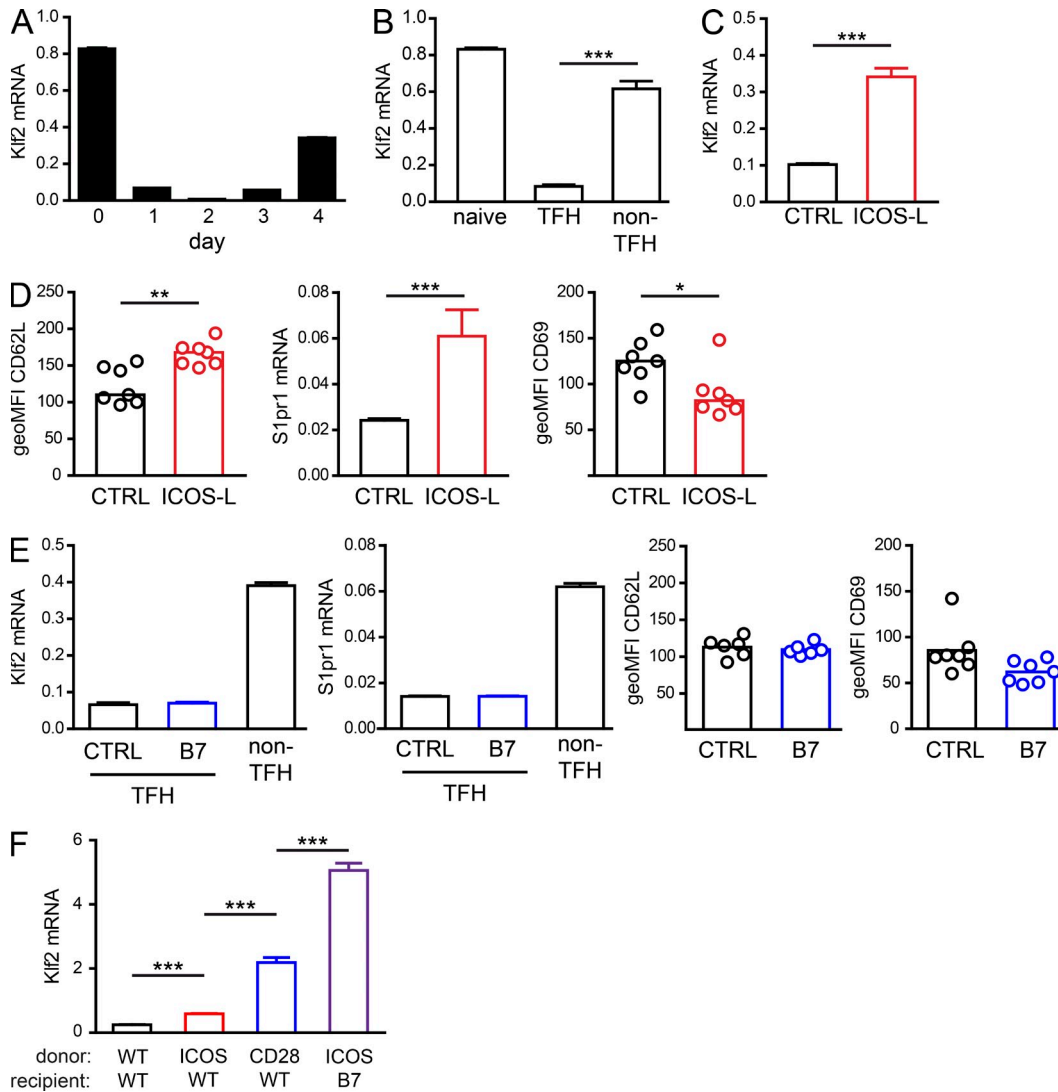 A
Klf2 mRNA
1.0
0.8
0.6
0.4
0.2
0.0
0 1 2 3 4
day
B
Klf2 mRNA
1.0
0.8
0.6
0.4
0.2
0.0
***
naive TFH non-
TFH
C
Klf2 mRNA
0.5
0.4
0.3
0.2
0.1
0.0
***
CTRL ICOS-L
D
geoMFI CD62L
250
200
150
100
50
0
**
CTRL ICOS-L
S1pr1 mRNA
0.08
0.06
0.04
0.02
0.00
***
CTRL ICOS-L
geoMFI CD69
200
150
100
50
*
CTRL ICOS-L
E
Klf2 mRNA
0.5
0.4
0.3
0.2
0.1
0.0
CTRL B7 non-
TFH
TFH
S1pr1 mRNA
0.08
0.06
0.04
0.02
0.00
CTRL B7 non-
TFH
TFH
geoMFI CD62L
250
200
150
100
50
CTRL B7
geoMFI CD69
200
150
100
50
0
CTRL B7
F
Klf2 mRNA
6
4
2
0
***
***
***
donor: WT ICOS CD28 ICOS
recipient: WT WT WT B7